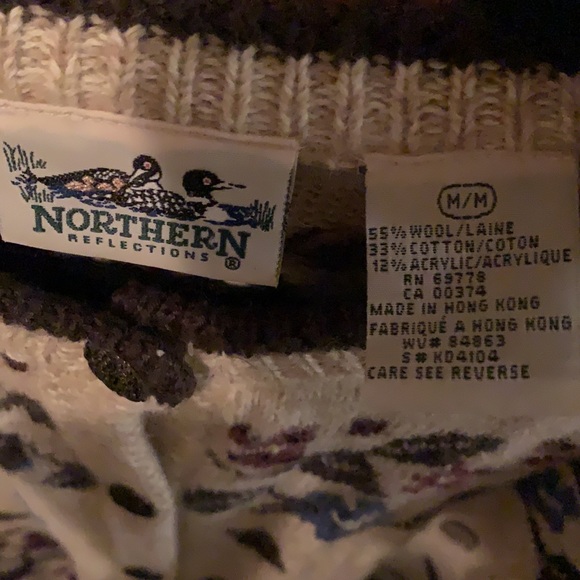 NORTHERN
REFLECTIONS ®
M/M
55% WOOL/LAINE
33% COTTON/COTON
12% ACRYLIC/ACRYLIQUE
RN 69778
CA 00374
MADE IN HONG KONG
FABRIQUÉ A HONG KONG
WU# 84863
S# KD4104
CARE SEE REVERSE